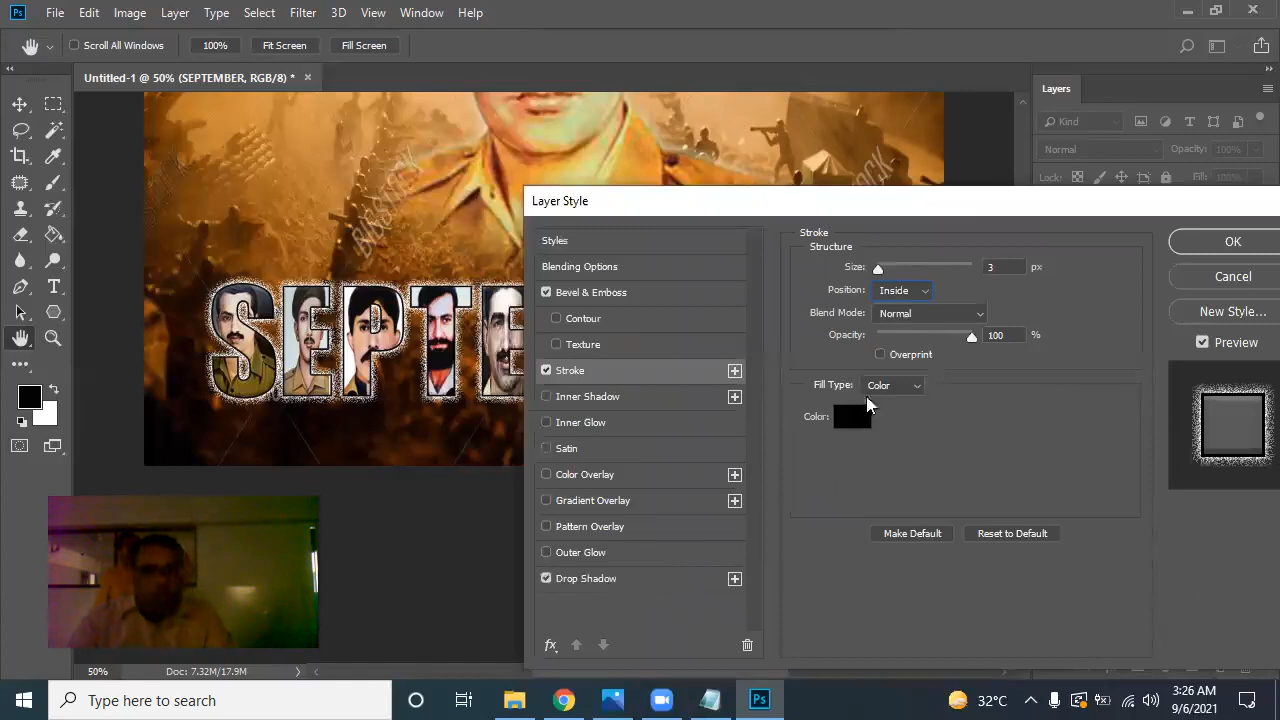 Ps File Edit Image Layer Type Select Filter 3D View Window Help
Scroll All Windows 100% Fit Screen Fill Screen
Untitled-1 @ 50% (SEPTEMBER, RGB/8) * ×
Layers
Kind
Normal Opacity: 100%
Lock: Fill: 100%
SEPTE
Layer Style
Styles
Blending Options
Bevel & Emboss
Contour
Texture
Stroke
Inner Shadow
Inner Glow
Satin
Color Overlay
Gradient Overlay
Pattern Overlay
Outer Glow
Drop Shadow
fx
Stroke
Structure
Size: 3 px
Position: Inside
Blend Mode: Normal
Opacity: 100 %
Overprint
Fill Type: Color
Color:
Make Default Reset to Default
OK
Cancel
New Style...
Preview
50% Doc: 7.32M/17.9M
Type here to search
Ps
32°C
3:26 AM
9/6/2021